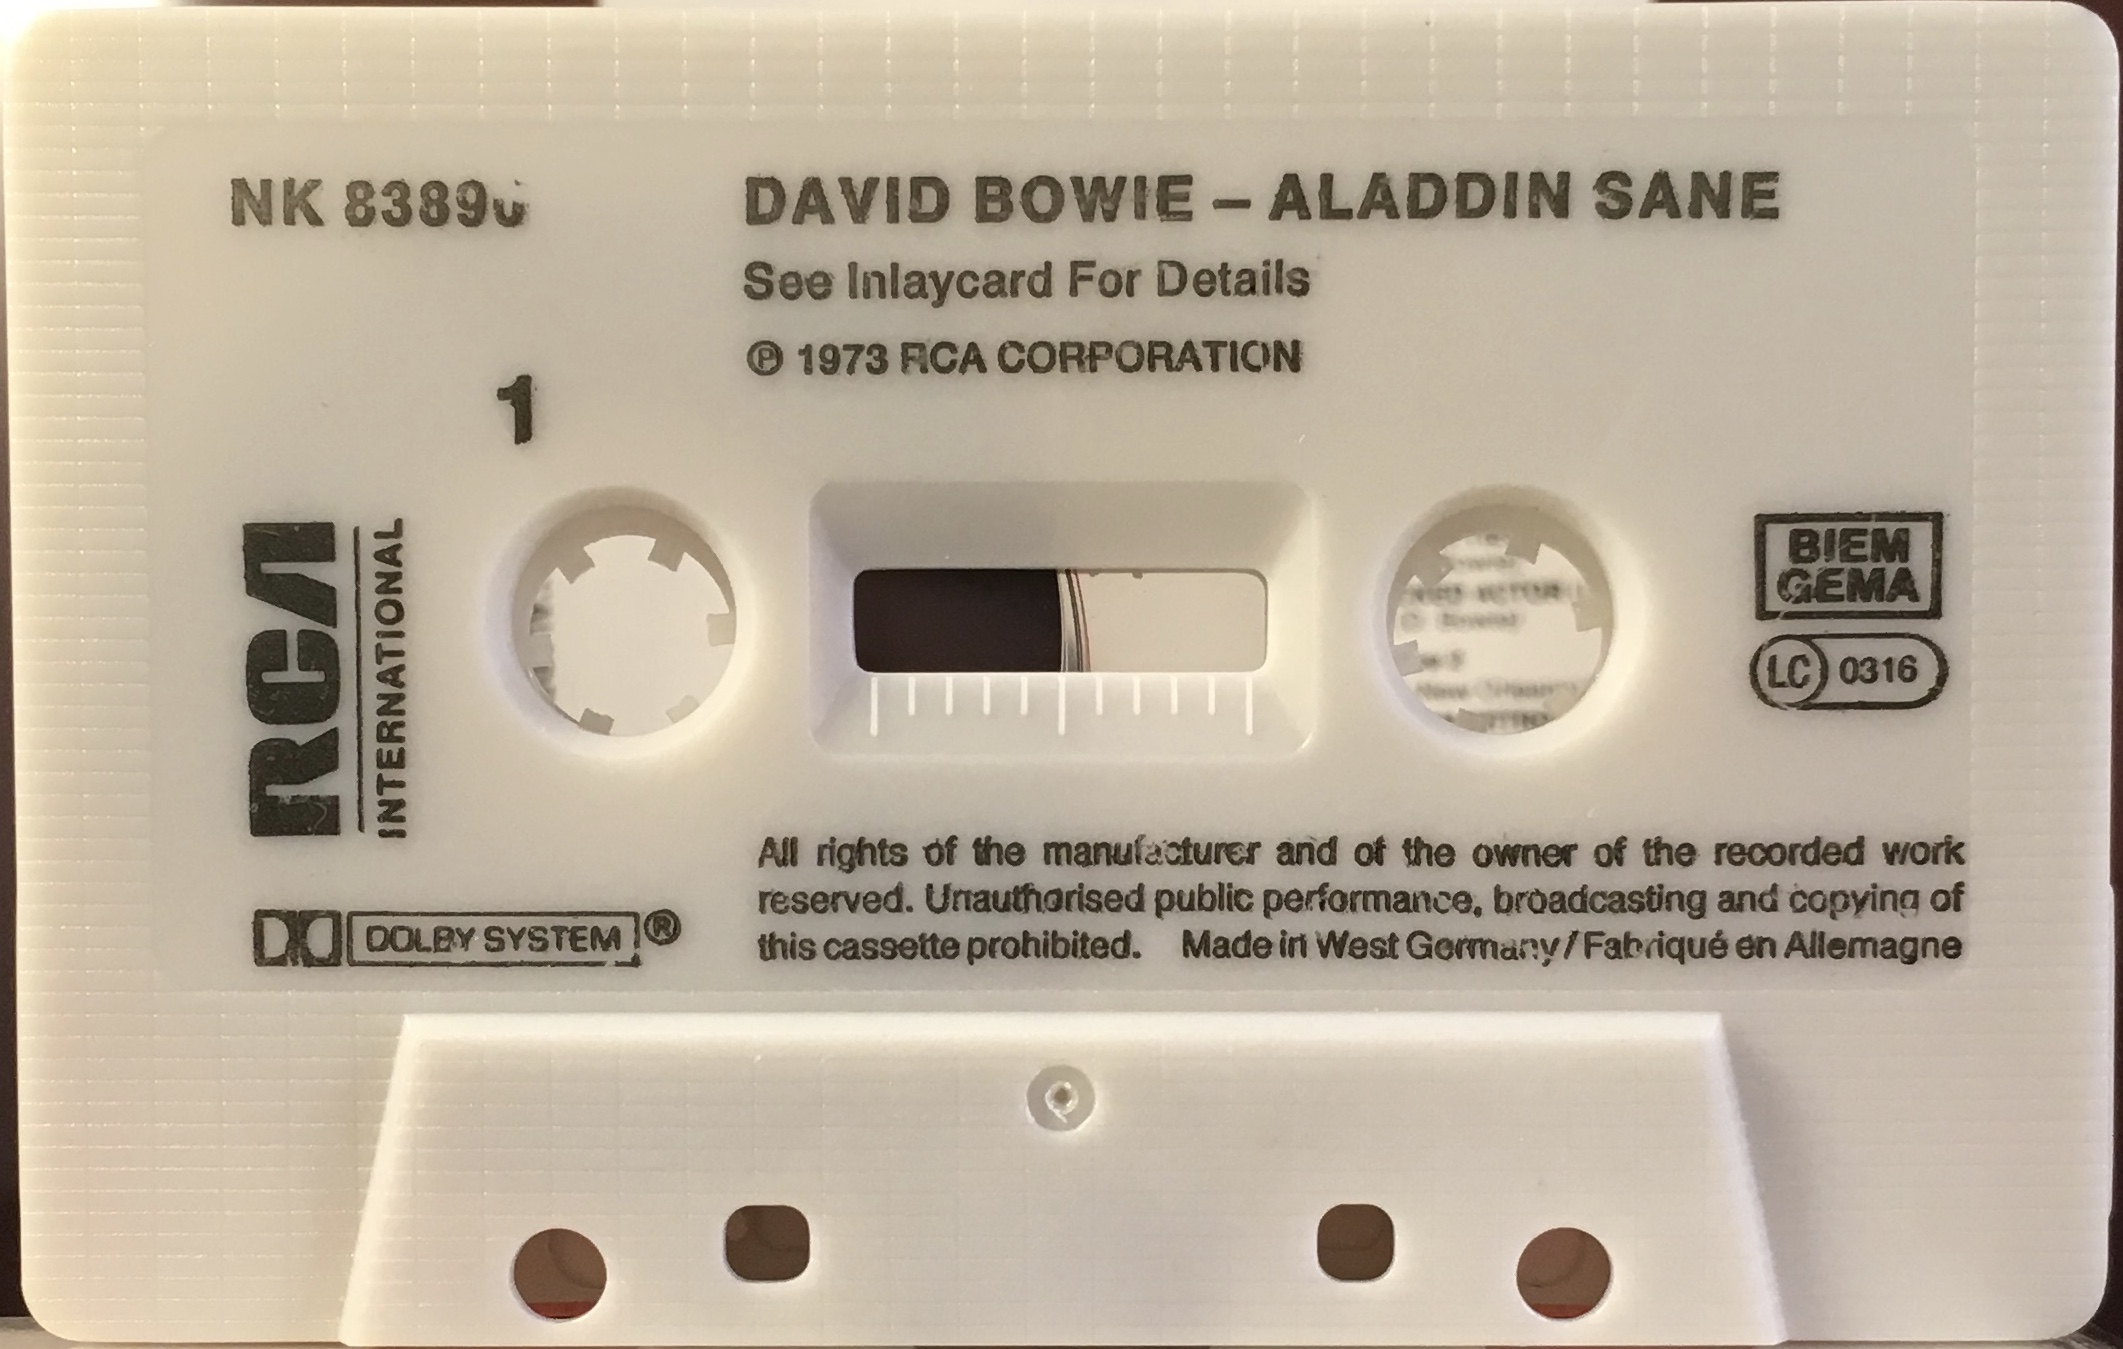 NK 83890
DAVID BOWIE – ALADDIN SANE
See Inlaycard For Details
℗ 1973 RCA CORPORATION
1
RCA
INTERNATIONAL
BIEM
GEMA
LC 0316
DOLBY SYSTEM ®
All rights of the manufacturer and of the owner of the recorded work
reserved. Unauthorised public performance, broadcasting and copying of
this cassette prohibited. Made in West Germany / Fabriqué en Allemagne